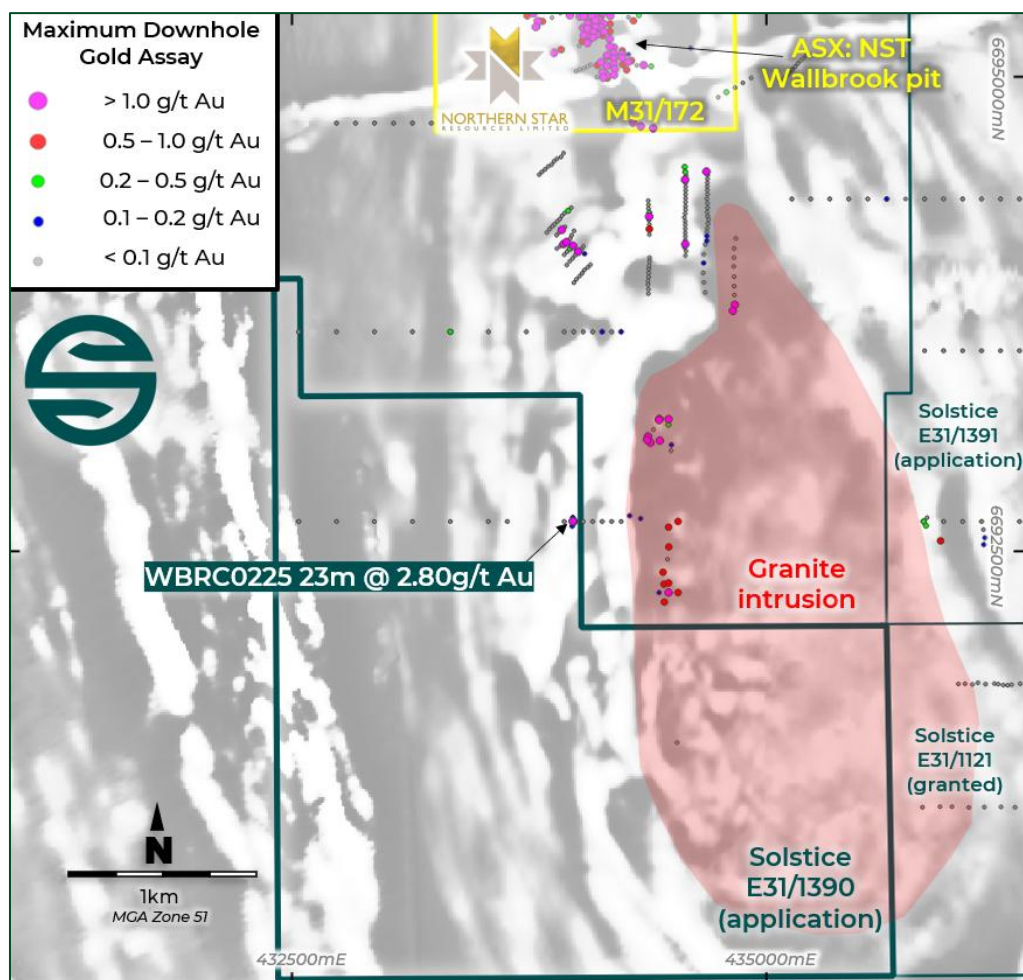 Maximum Downhole
Gold Assay
> 1.0 g/t Au
0.5 – 1.0 g/t Au
0.2 – 0.5 g/t Au
0.1 – 0.2 g/t Au
< 0.1 g/t Au
NORTHERN STAR
RESOURCES LIMITED
ASX: NST
Wallbrook pit
M31/172
6695000mN
Solstice
E31/1391
(application)
6692500mN
WBRC0225 23m @ 2.80g/t Au
Granite
intrusion
Solstice
E31/1121
(granted)
Solstice
E31/1390
(application)
N
1km
MGA Zone 51
432500mE
435000mE